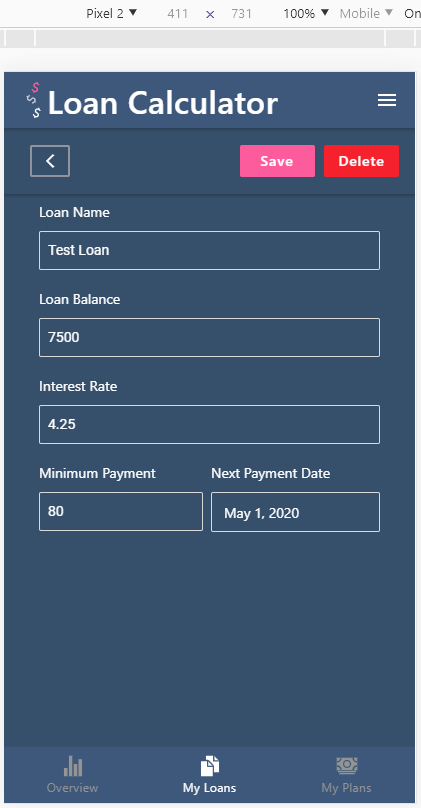 Pixel 2 ▼ 411 × 731 100% ▼ Mobile ▼ On
$ $ $ Loan Calculator
Save Delete
Loan Name
Test Loan
Loan Balance
7500
Interest Rate
4.25
Minimum Payment Next Payment Date
80 May 1, 2020
Overview My Loans My Plans